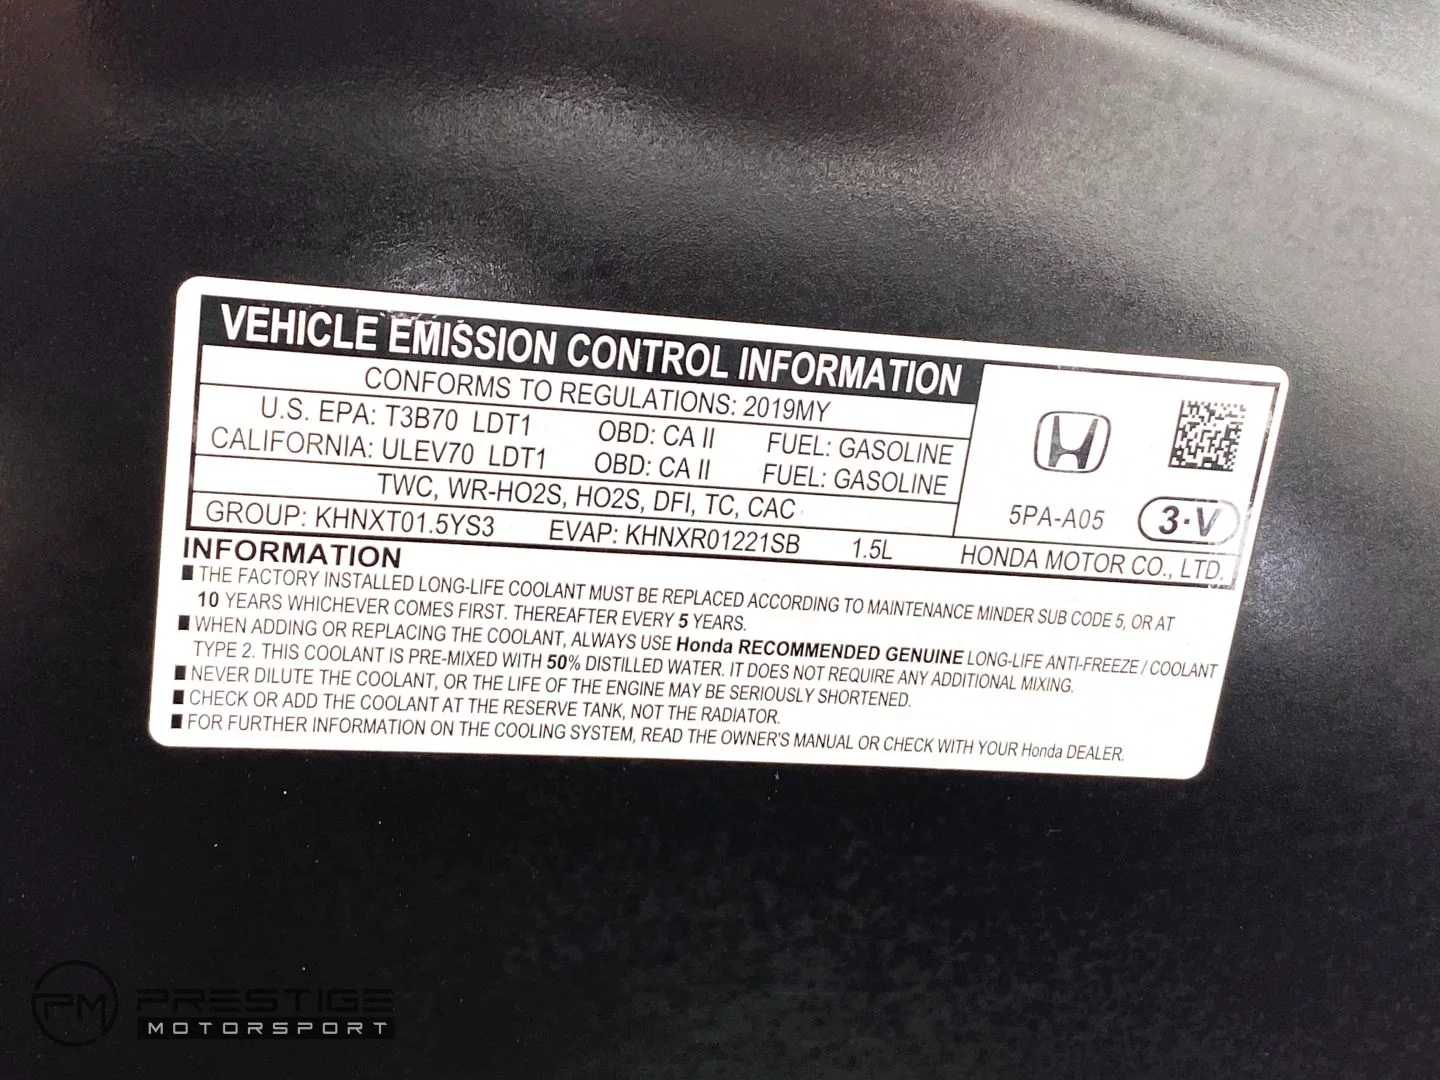 VEHICLE EMISSION CONTROL INFORMATION
CONFORMS TO REGULATIONS: 2019MY
U.S. EPA: T3B70 LDT1 OBD: CA II FUEL: GASOLINE
CALIFORNIA: ULEV70 LDT1 OBD: CA II FUEL: GASOLINE
TWC, WR-HO2S, HO2S, DFI, TC, CAC
5PA-A05 3·V
GROUP: KHNXT01.5YS3 EVAP: KHNXR01221SB 1.5L HONDA MOTOR CO., LTD.
INFORMATION
■ THE FACTORY INSTALLED LONG-LIFE COOLANT MUST BE REPLACED ACCORDING TO MAINTENANCE MINDER SUB CODE 5, OR AT
10 YEARS WHICHEVER COMES FIRST. THEREAFTER EVERY 5 YEARS.
■ WHEN ADDING OR REPLACING THE COOLANT, ALWAYS USE Honda RECOMMENDED GENUINE LONG-LIFE ANTI-FREEZE / COOLANT
TYPE 2. THIS COOLANT IS PRE-MIXED WITH 50% DISTILLED WATER. IT DOES NOT REQUIRE ANY ADDITIONAL MIXING.
■ NEVER DILUTE THE COOLANT, OR THE LIFE OF THE ENGINE MAY BE SERIOUSLY SHORTENED.
■ CHECK OR ADD THE COOLANT AT THE RESERVE TANK, NOT THE RADIATOR.
■ FOR FURTHER INFORMATION ON THE COOLING SYSTEM, READ THE OWNER'S MANUAL OR CHECK WITH YOUR Honda DEALER.
PM PRESTIGE
MOTORSPORT